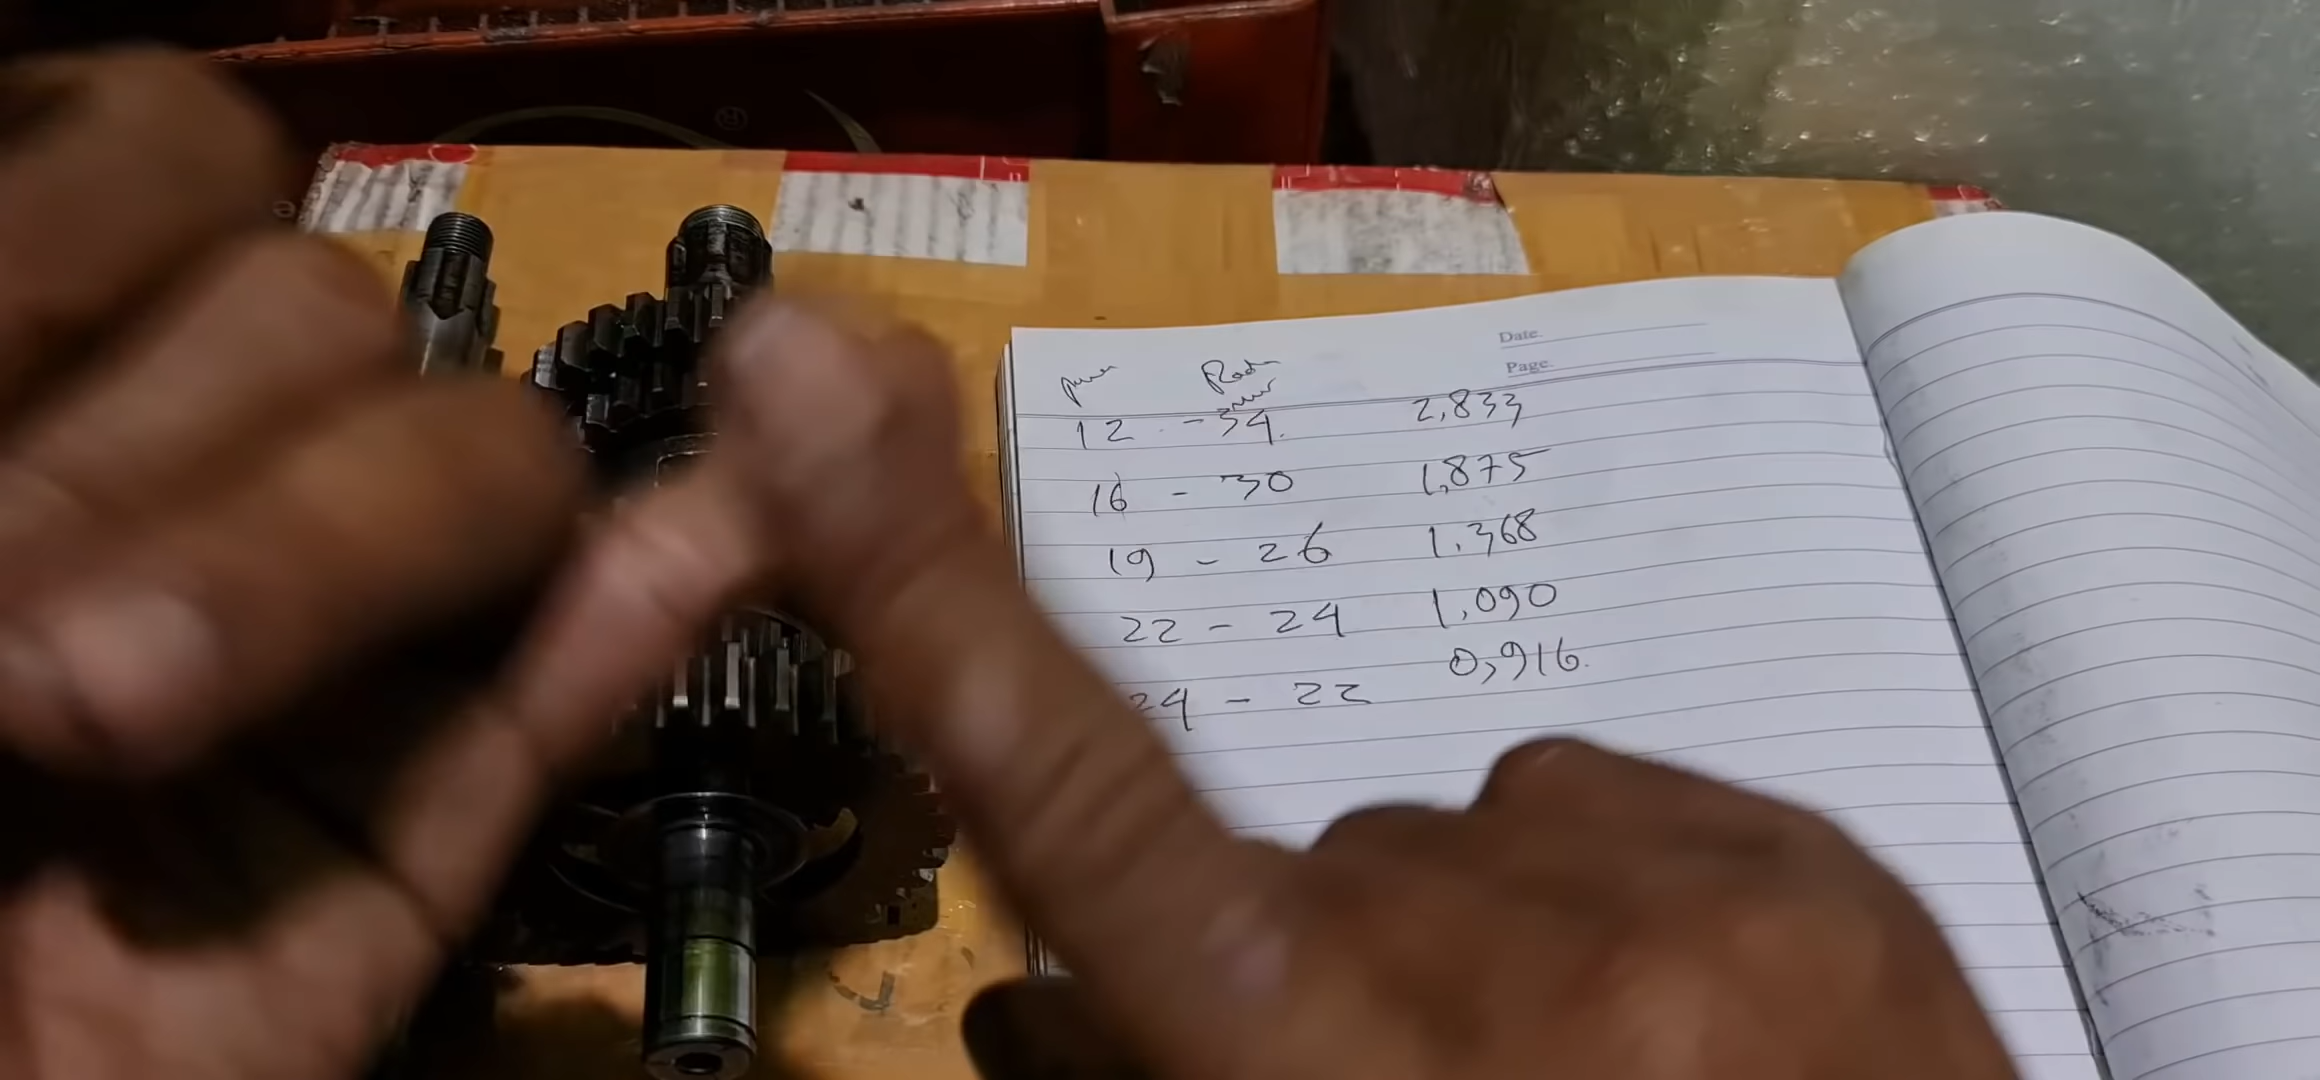 Date.
Page.
12 - 34. 2,833
16 - 30 1,875
19 - 26 1.368
22 - 24 1,090
24 - 22 0,916.